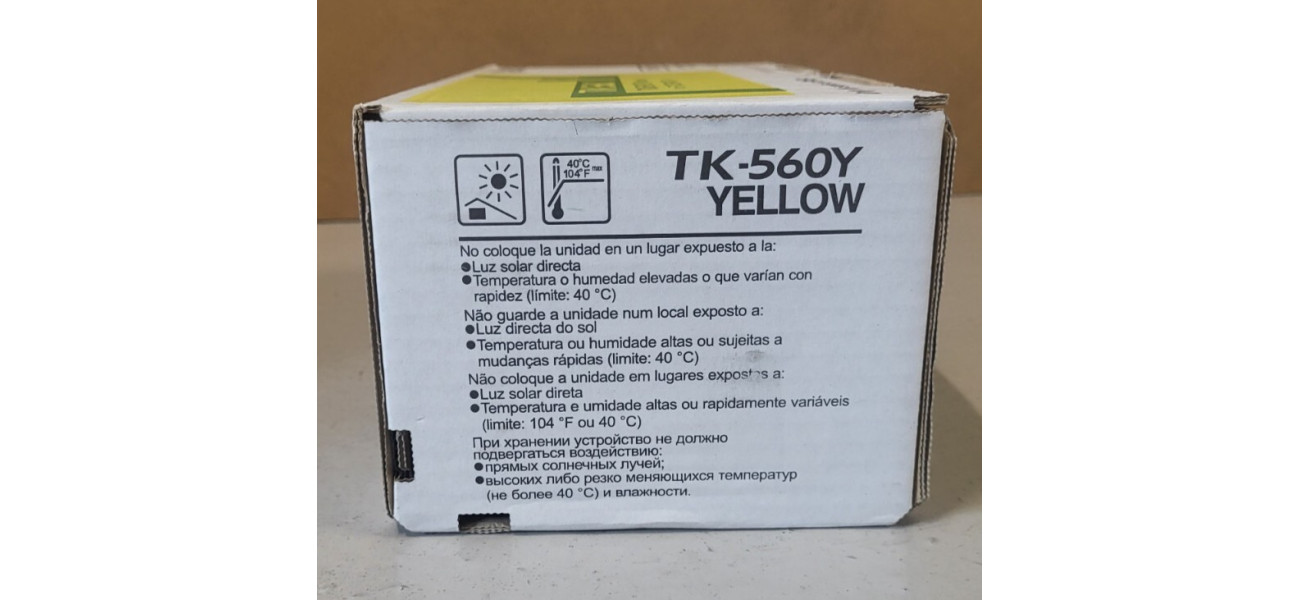 40°C
104°F max
TK-560Y
YELLOW
No coloque la unidad en un lugar expuesto a la:
●Luz solar directa
●Temperatura o humedad elevadas o que varían con
rapidez (límite: 40 °C)
Não guarde a unidade num local exposto a:
●Luz directa do sol
●Temperatura ou humidade altas ou sujeitas a
mudanças rápidas (limite: 40 °C)
Não coloque a unidade em lugares expostos a:
●Luz solar direta
●Temperatura e umidade altas ou rapidamente variáveis
(limite: 104 °F ou 40 °C)
При хранении устройство не должно
подвергаться воздействию:
●прямых солнечных лучей;
●высоких либо резко меняющихся температур
(не более 40 °C) и влажности.